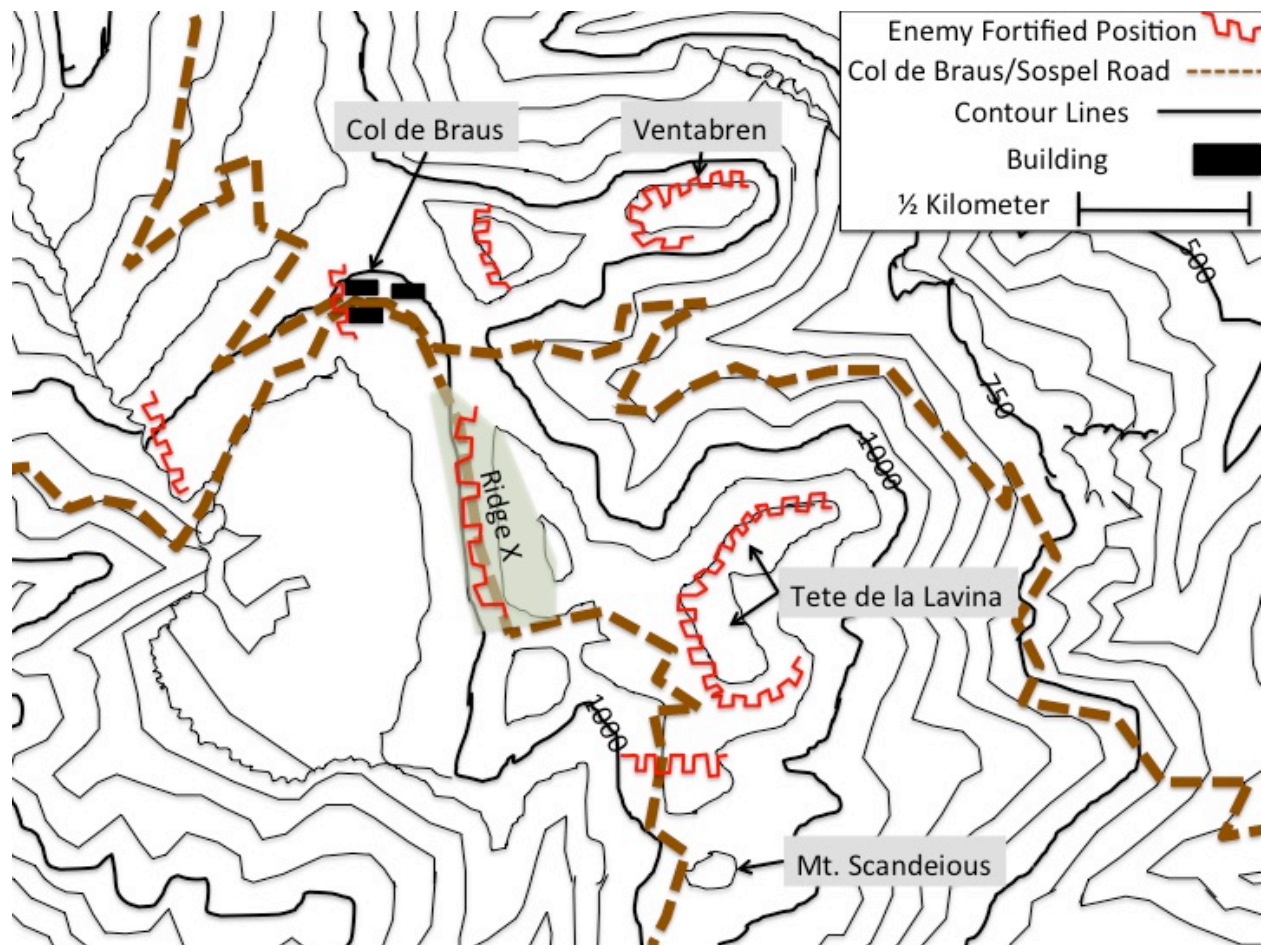 Enemy Fortified Position
Col de Braus/Sospel Road
Contour Lines
Building
½ Kilometer
Col de Braus
Ventabren
500
750
1000
Ridge X
Tete de la Lavina
1000
Mt. Scandeious